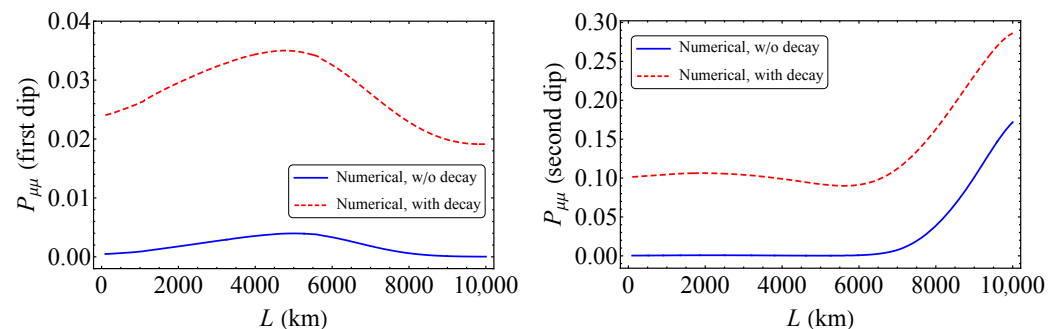 P_μμ (first dip)
0.04
0.03
0.02
0.01
0.00
Numerical, w/o decay
Numerical, with decay
0 2000 4000 6000 8000 10,000
L (km)
P_μμ (second dip)
0.30
0.25
0.20
0.15
0.10
0.05
0.00
Numerical, w/o decay
Numerical, with decay
0 2000 4000 6000 8000 10,000
L (km)